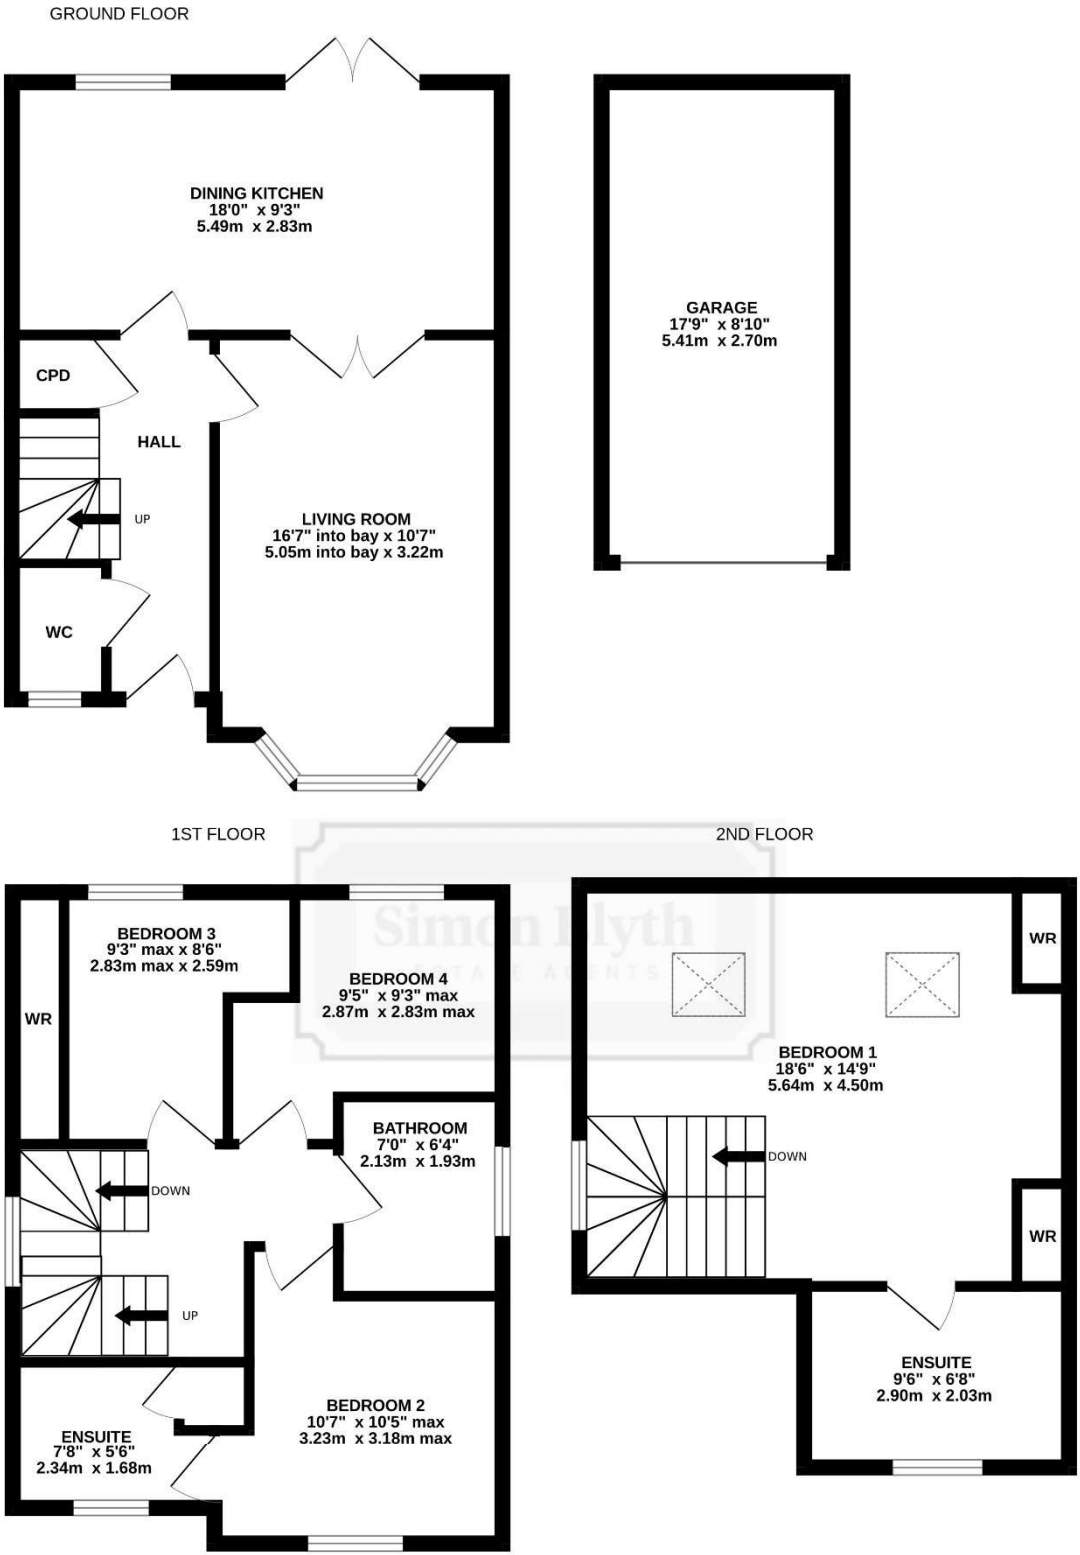 GROUND FLOOR
DINING KITCHEN
18'0" x 9'3"
5.49m x 2.83m
GARAGE
17'9" x 8'10"
5.41m x 2.70m
CPD
HALL
UP
LIVING ROOM
16'7" into bay x 10'7"
5.05m into bay x 3.22m
WC
1ST FLOOR
2ND FLOOR
Simon Blyth
ESTATE AGENTS
BEDROOM 3
9'3" max x 8'6"
2.83m max x 2.59m
BEDROOM 4
9'5" x 9'3" max
2.87m x 2.83m max
WR
BATHROOM
7'0" x 6'4"
2.13m x 1.93m
DOWN
UP
BEDROOM 2
10'7" x 10'5" max
3.23m x 3.18m max
ENSUITE
7'8" x 5'6"
2.34m x 1.68m
WR
BEDROOM 1
18'6" x 14'9"
5.64m x 4.50m
DOWN
WR
ENSUITE
9'6" x 6'8"
2.90m x 2.03m